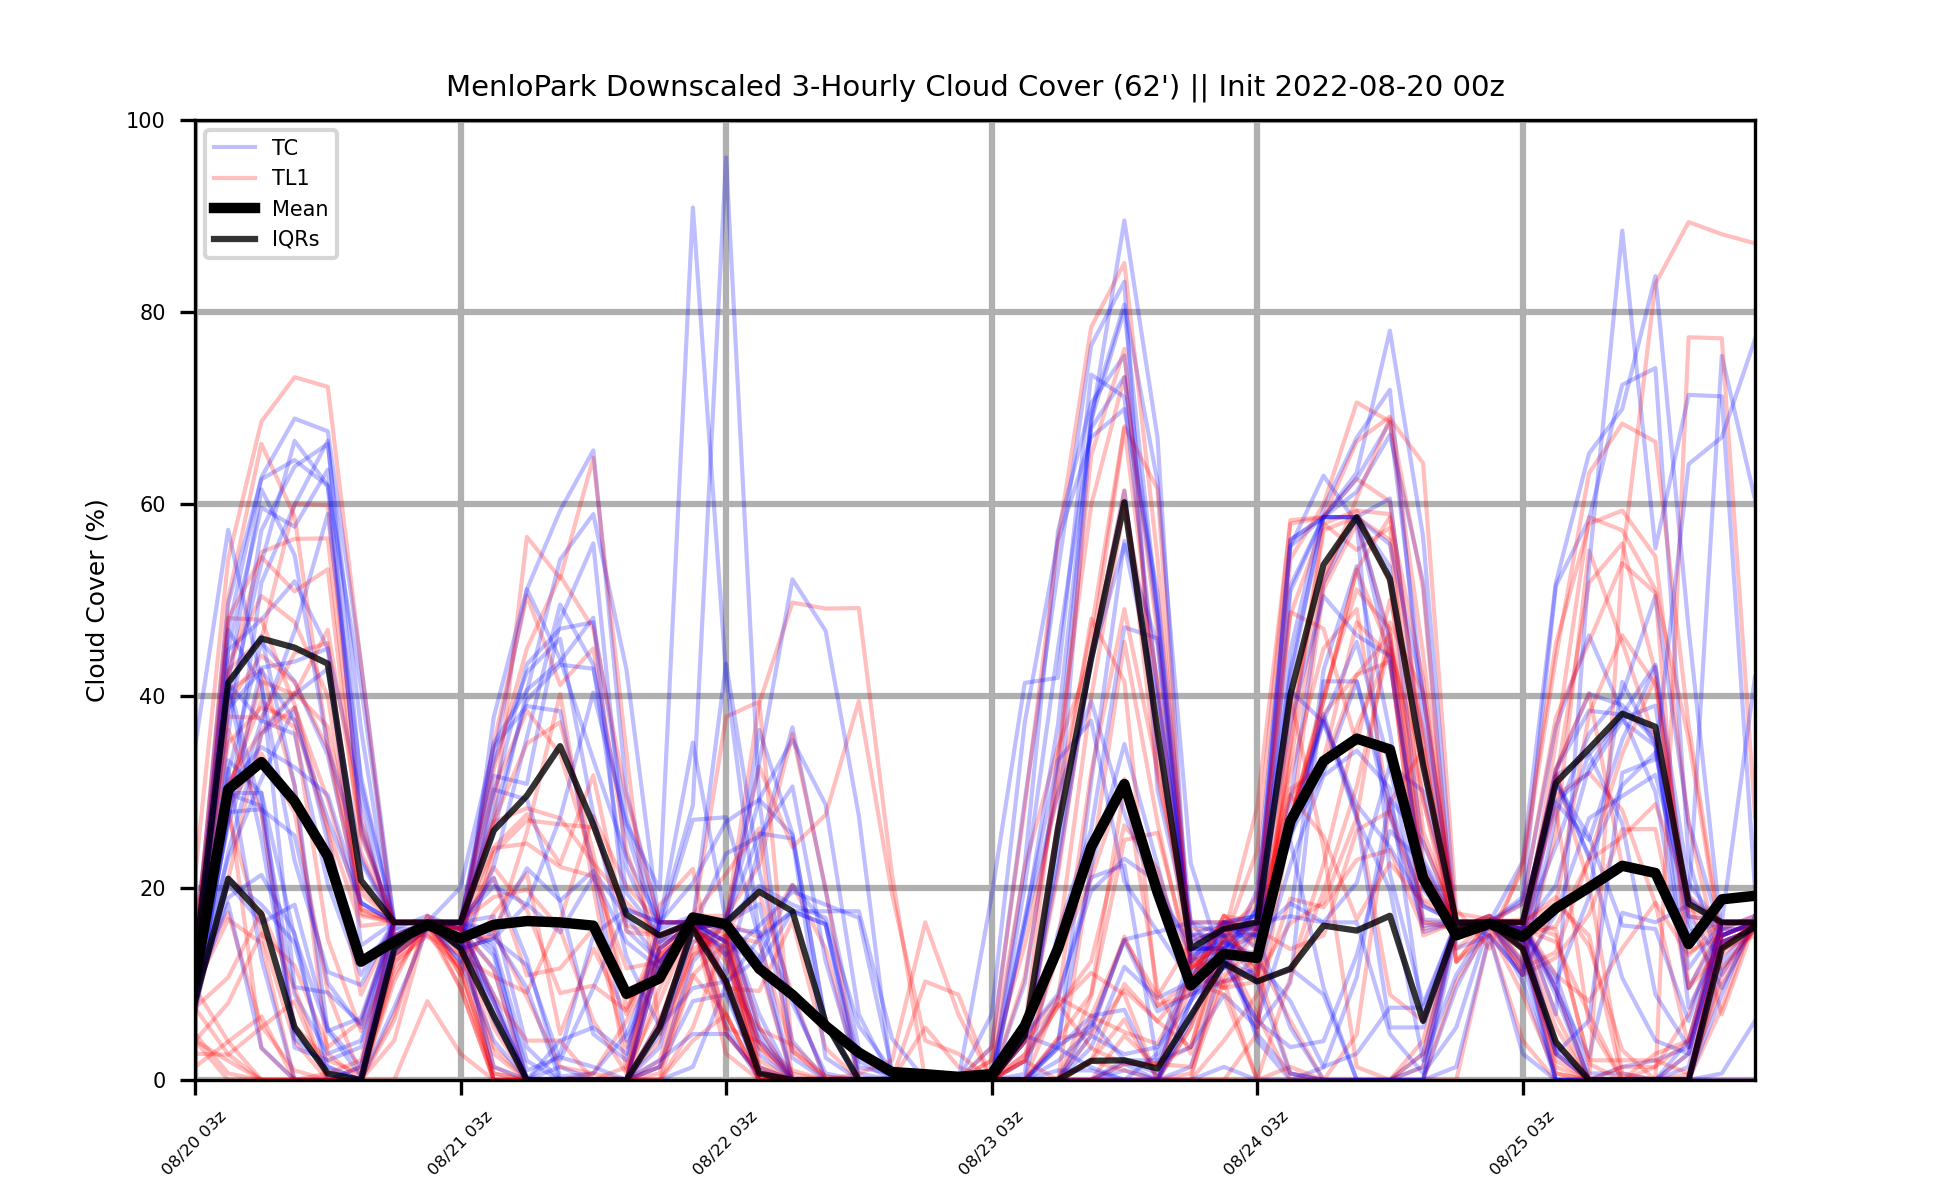 MenloPark Downscaled 3-Hourly Cloud Cover (62') || Init 2022-08-20 00z
100
80
60
40
20
0
Cloud Cover (%)
TC
TL1
Mean
IQRs
08/20 03z
08/21 03z
08/22 03z
08/23 03z
08/24 03z
08/25 03z